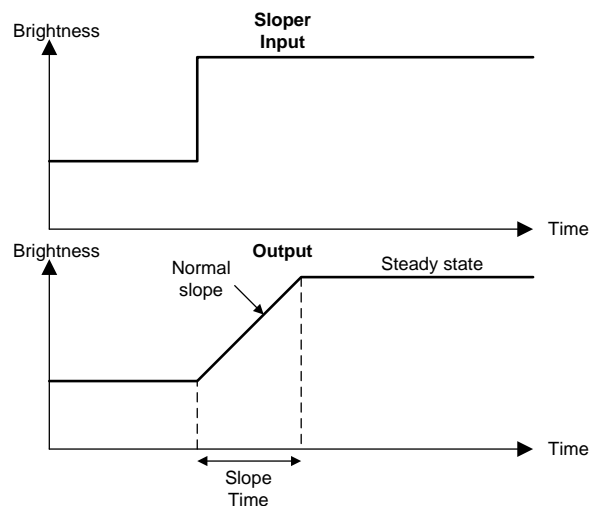 Sloper
Input
Brightness
Time
Brightness
Output
Normal
slope
Steady state
Time
Slope
Time